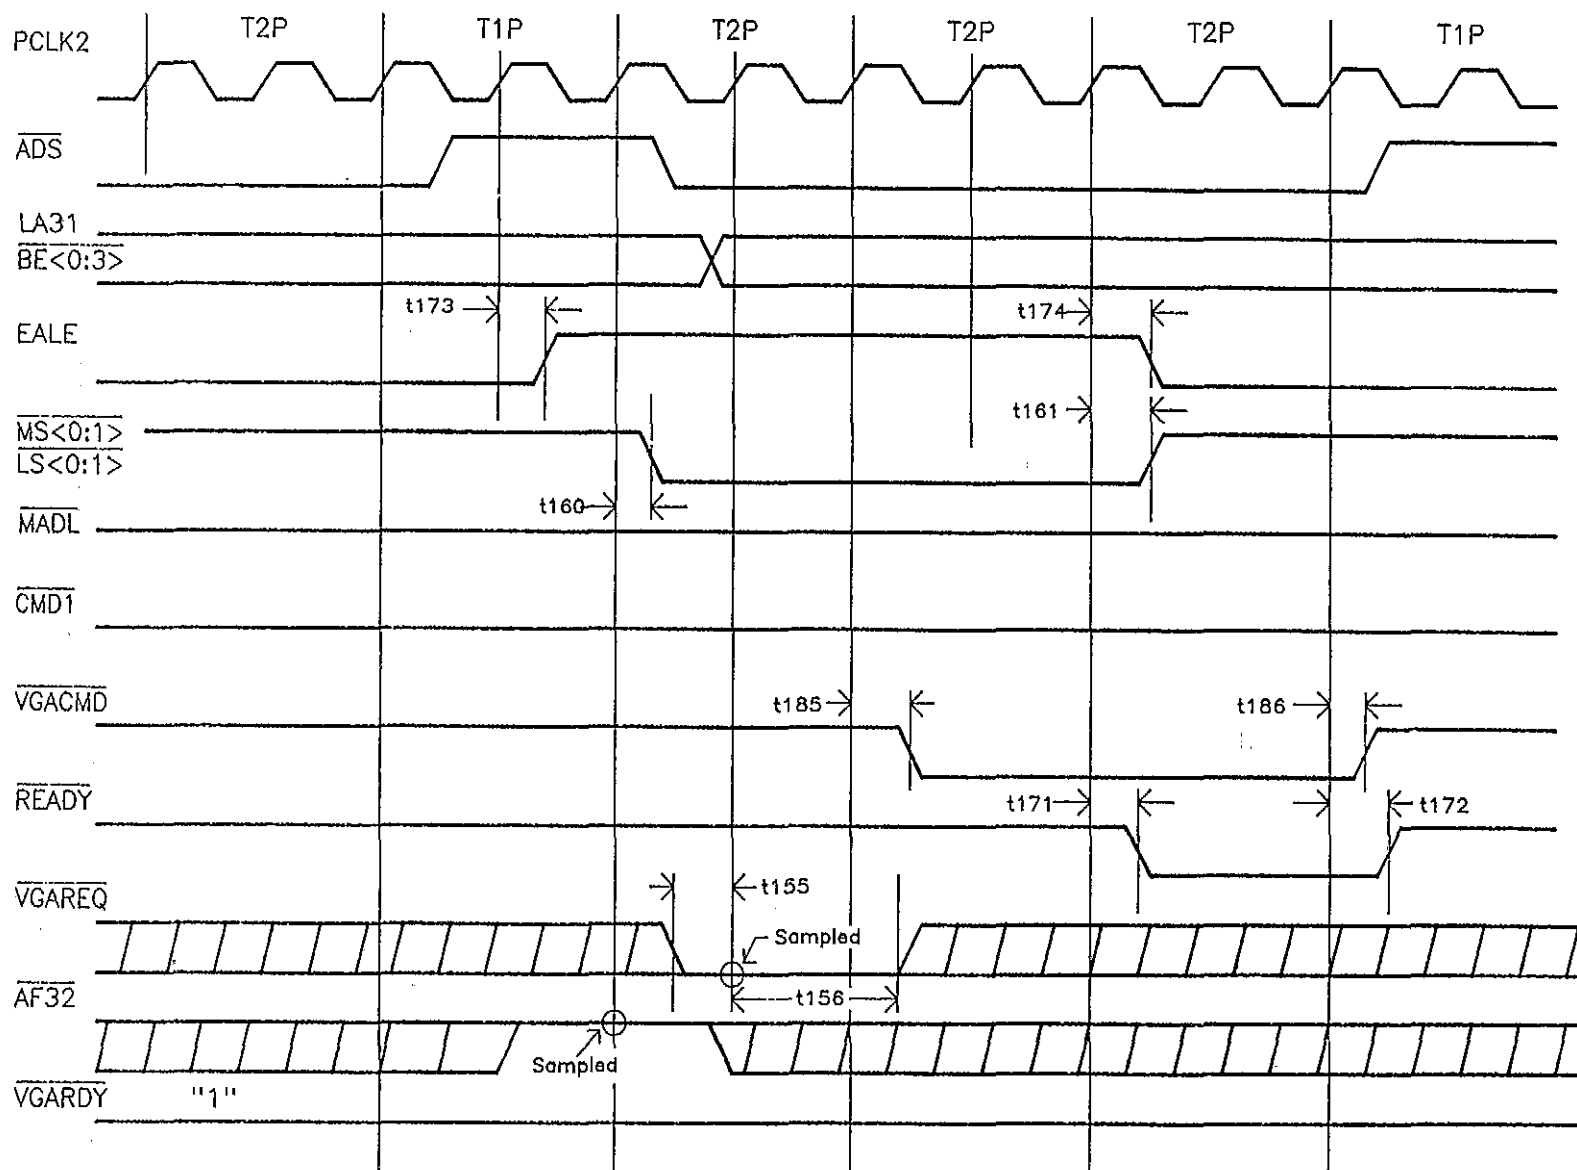 PCLK2 T2P T1P T2P T2P T2P T1P
ADS
LA31
BE<0:3>
t173 t174
EALE
t161
MS<0:1>
LS<0:1>
t160
MADL
CMD1
VGACMD t185 t186
READY t171 t172
VGAREQ t155
Sampled
AF32 t156
Sampled
VGARDY "1"